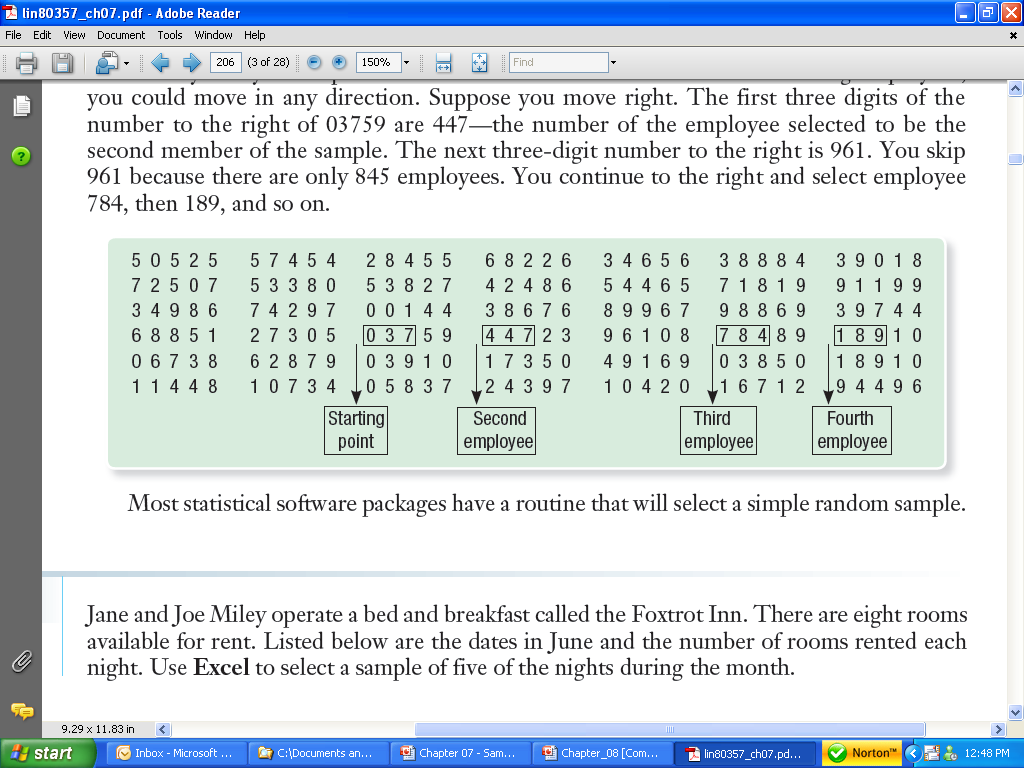 lin80357_ch07.pdf - Adobe Reader
File Edit View Document Tools Window Help
206 (3 of 28) 150% Find
you could move in any direction. Suppose you move right. The first three digits of the
number to the right of 03759 are 447—the number of the employee selected to be the
second member of the sample. The next three-digit number to the right is 961. You skip
961 because there are only 845 employees. You continue to the right and select employee
784, then 189, and so on.
5 0 5 2 5 5 7 4 5 4 2 8 4 5 5 6 8 2 2 6 3 4 6 5 6 3 8 8 8 4 3 9 0 1 8
7 2 5 0 7 5 3 3 8 0 5 3 8 2 7 4 2 4 8 6 5 4 4 6 5 7 1 8 1 9 9 1 1 9 9
3 4 9 8 6 7 4 2 9 7 0 0 1 4 4 3 8 6 7 6 8 9 9 6 7 9 8 8 6 9 3 9 7 4 4
6 8 8 5 1 2 7 3 0 5 0 3 7 5 9 4 4 7 2 3 9 6 1 0 8 7 8 4 8 9 1 8 9 1 0
0 6 7 3 8 6 2 8 7 9 0 3 9 1 0 1 7 3 5 0 4 9 1 6 9 0 3 8 5 0 1 8 9 1 0
1 1 4 4 8 1 0 7 3 4 0 5 8 3 7 2 4 3 9 7 1 0 4 2 0 1 6 7 1 2 9 4 4 9 6
Starting Second Third Fourth
point employee employee employee
Most statistical software packages have a routine that will select a simple random sample.
Jane and Joe Miley operate a bed and breakfast called the Foxtrot Inn. There are eight rooms
available for rent. Listed below are the dates in June and the number of rooms rented each
night. Use Excel to select a sample of five of the nights during the month.
9.29 x 11.83 in
start Inbox - Microsoft ... C:\Documents an... Chapter 07 - Sam... Chapter_08 [Com... lin80357_ch07.pd... Norton™ 12:48 PM